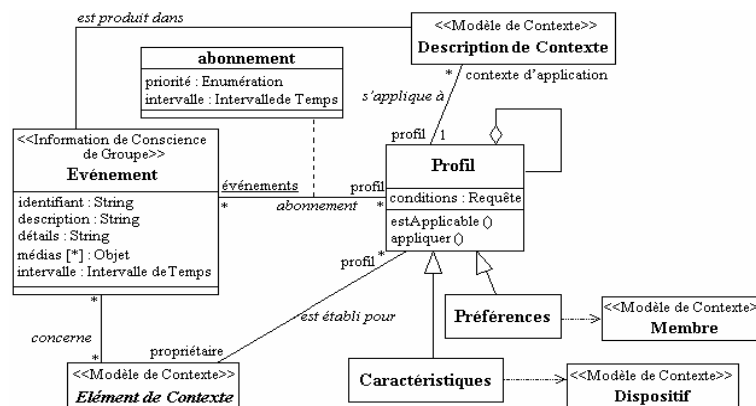 est produit dans
<<Modèle de Contexte>>
Description de Contexte
abonnement
priorité : Enumération
intervalle : Intervallede Temps
*
contexte d'application
s'applique à
profil
1
<<Information de Conscience
de Groupe>>
Evénement
identifiant : String
description : String
détails : String
médias [*] : Objet
intervalle : Intervalle de Temps
événements
*
abonnement
profil
*
Profil
conditions : Requête
estApplicable ()
appliquer ()
profil
*
est établi pour
*
concerne
*
propriétaire
<<Modèle de Contexte>>
Elément de Contexte
Préférences
<<Modèle de Contexte>>
Membre
Caractéristiques
<<Modèle de Contexte>>
Dispositif